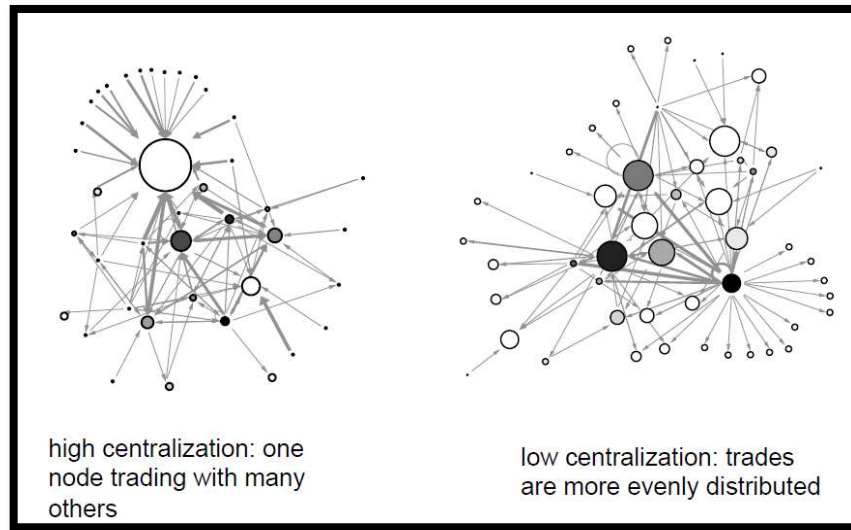 high centralization: one
node trading with many
others
low centralization: trades
are more evenly distributed